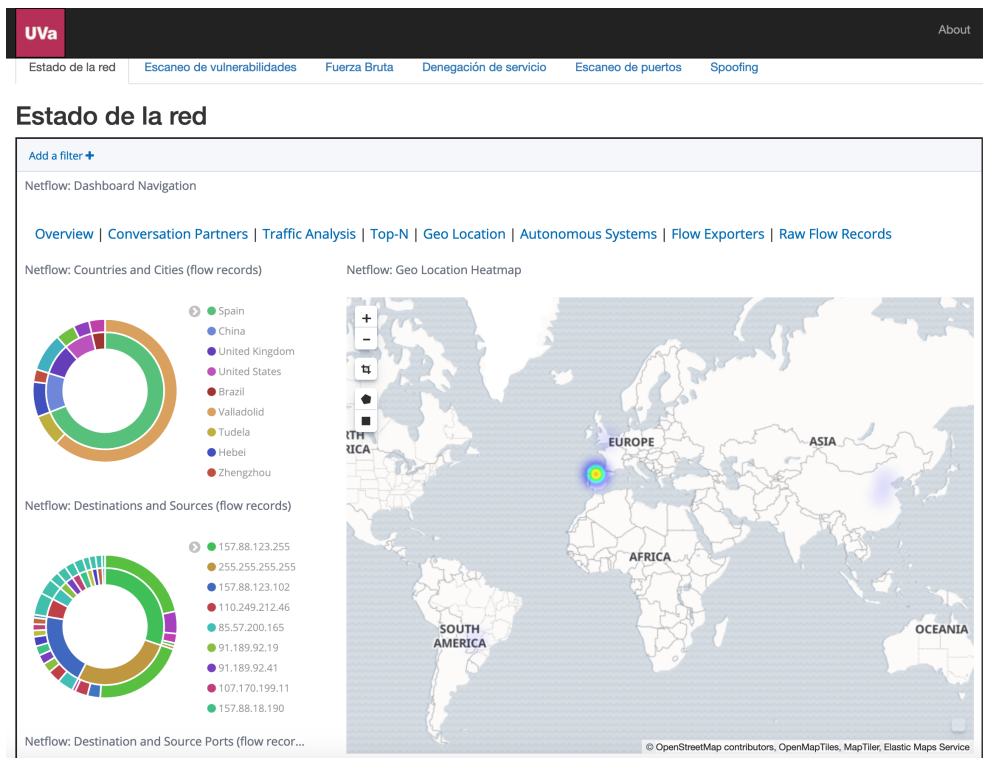 UVa
About
Estado de la red Escaneo de vulnerabilidades Fuerza Bruta Denegación de servicio Escaneo de puertos Spoofing
Estado de la red
Add a filter +
Netflow: Dashboard Navigation
Overview | Conversation Partners | Traffic Analysis | Top-N | Geo Location | Autonomous Systems | Flow Exporters | Raw Flow Records
Netflow: Countries and Cities (flow records)
Spain
China
United Kingdom
United States
Brazil
Valladolid
Tudela
Hebei
Zhengzhou
Netflow: Destinations and Sources (flow records)
157.88.123.255
255.255.255.255
157.88.123.102
110.249.212.46
85.57.200.165
91.189.92.19
91.189.92.41
107.170.199.11
157.88.18.190
Netflow: Destination and Source Ports (flow recor...
Netflow: Geo Location Heatmap
+
−
RTH
RICA
EUROPE
ASIA
AFRICA
SOUTH
AMERICA
OCEANIA
© OpenStreetMap contributors, OpenMapTiles, MapTiler, Elastic Maps Service